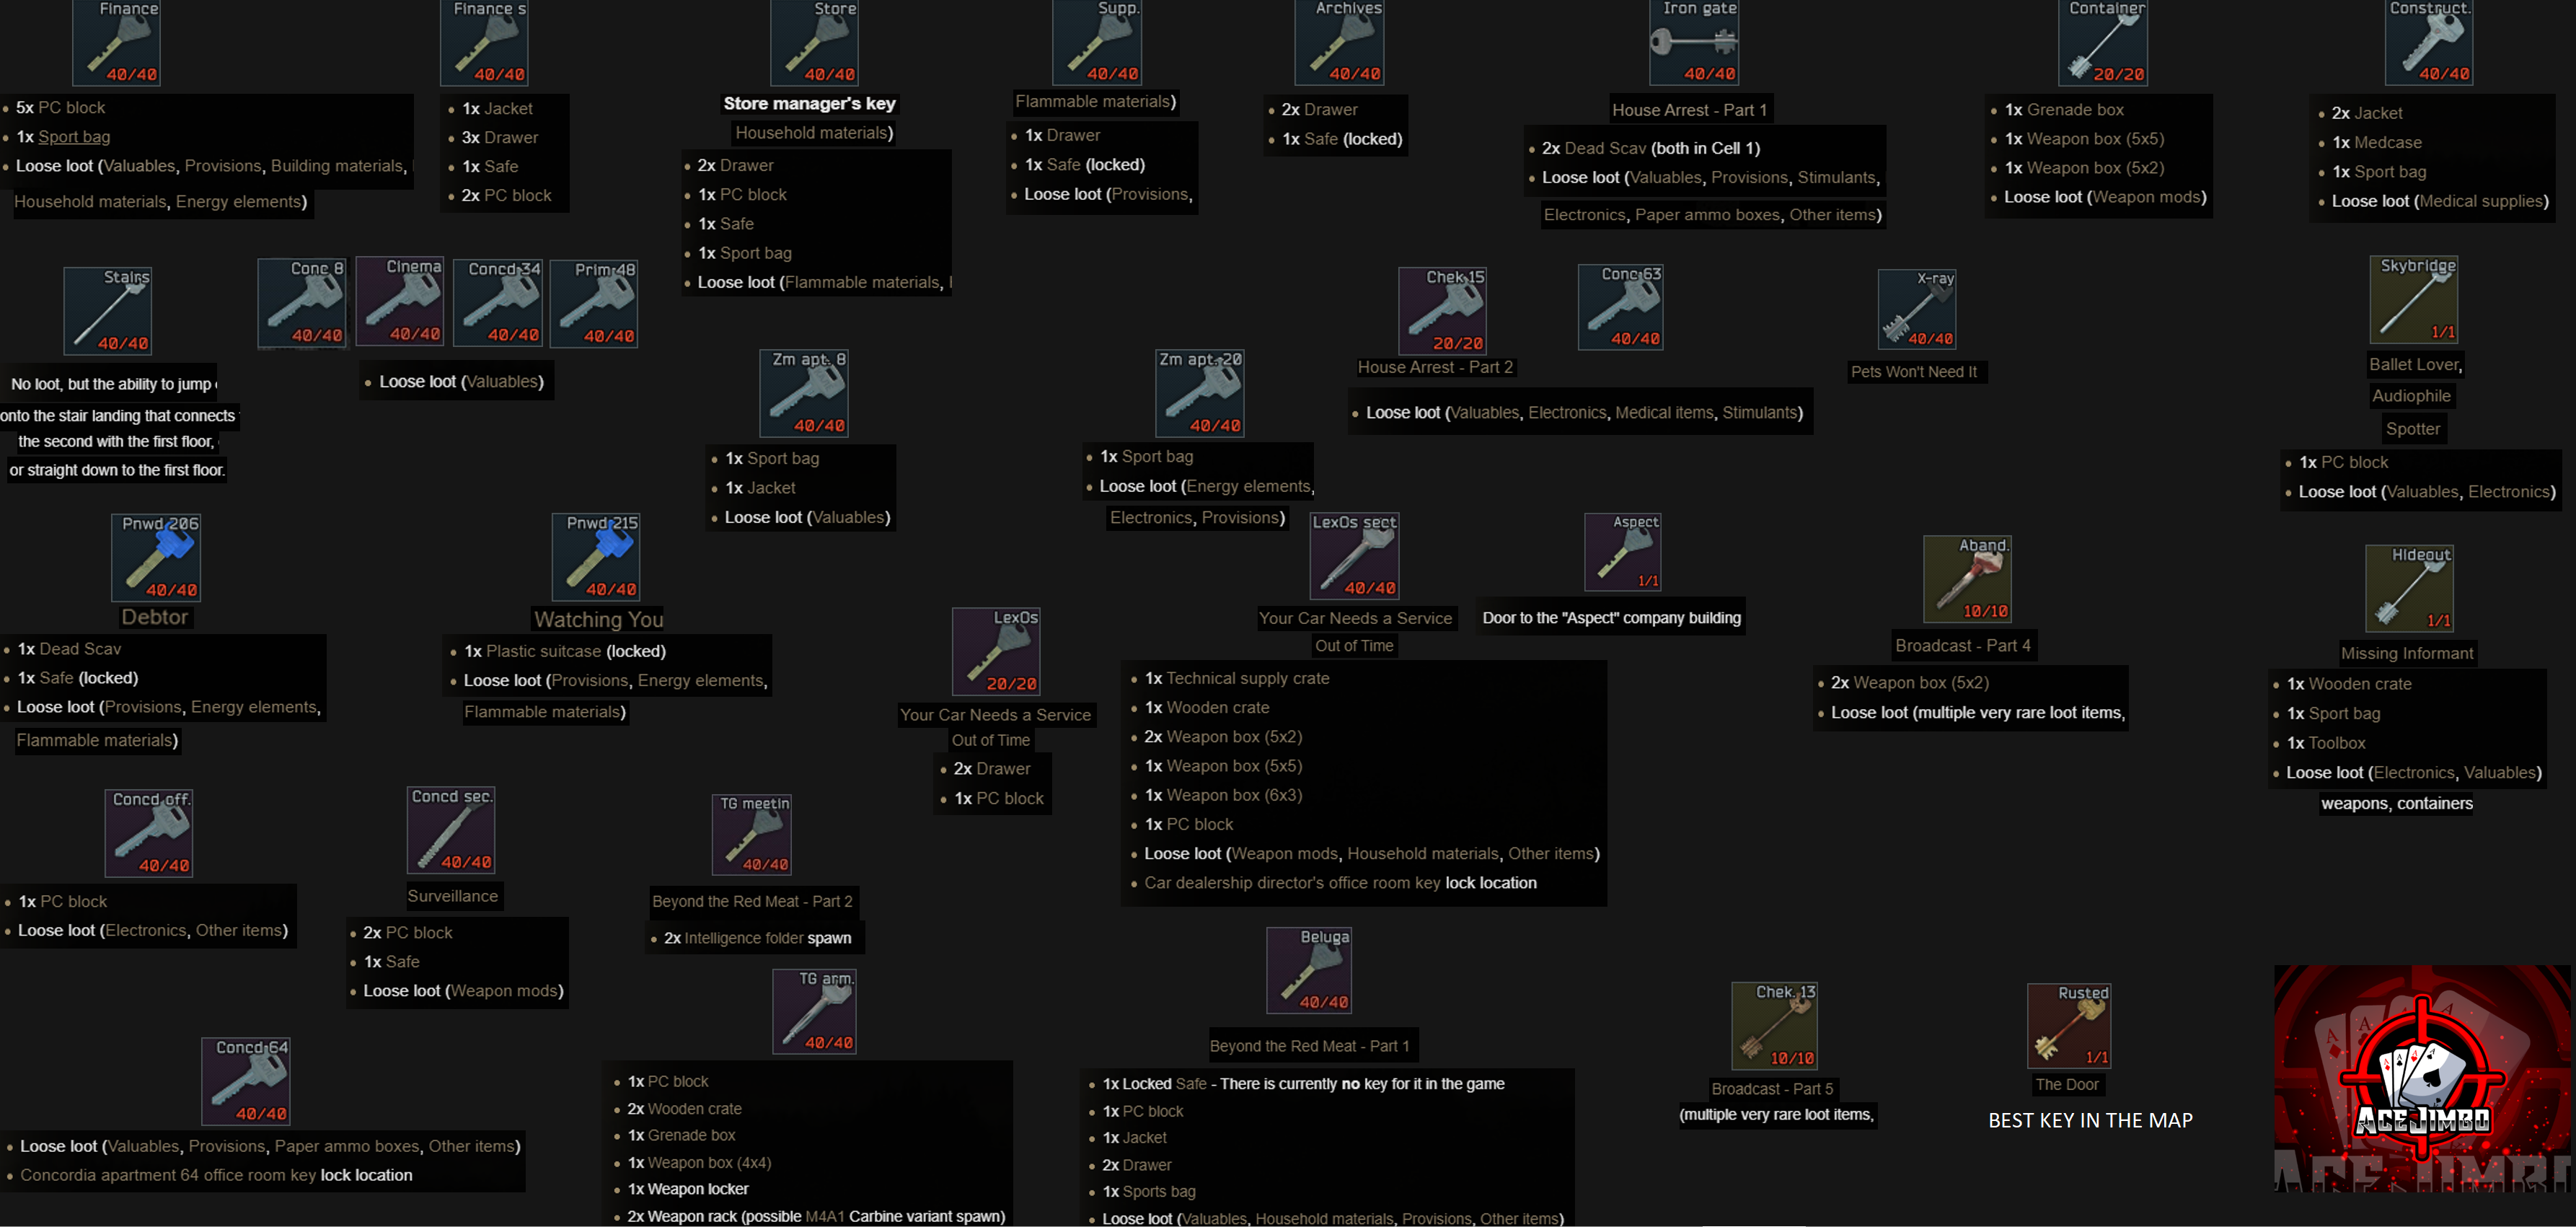 Finance
40/40
5x PC block
1x Sport bag
Loose loot (Valuables, Provisions, Building materials,
Household materials, Energy elements)
Finance s
40/40
1x Jacket
3x Drawer
1x Safe
2x PC block
Store
40/40
Store manager's key
Household materials)
2x Drawer
1x PC block
1x Safe
1x Sport bag
Loose loot (Flammable materials,
Supp.
40/40
Flammable materials)
1x Drawer
1x Safe (locked)
Loose loot (Provisions,
Archives
40/40
2x Drawer
1x Safe (locked)
Iron gate
40/40
House Arrest - Part 1
2x Dead Scav (both in Cell 1)
Loose loot (Valuables, Provisions, Stimulants,
Electronics, Paper ammo boxes, Other items)
Container
20/20
1x Grenade box
1x Weapon box (5x5)
1x Weapon box (5x2)
Loose loot (Weapon mods)
Construct.
40/40
2x Jacket
1x Medcase
1x Sport bag
Loose loot (Medical supplies)
Stairs
40/40
No loot, but the ability to jump
onto the stair landing that connects
the second with the first floor,
or straight down to the first floor.
Conc 8
40/40
Cinema
40/40
Concd-34
40/40
Prim-48
40/40
Loose loot (Valuables)
Zm apt. 8
40/40
1x Sport bag
1x Jacket
Loose loot (Valuables)
Zm apt. 20
40/40
1x Sport bag
Loose loot (Energy elements,
Electronics, Provisions)
Chek 15
20/20
House Arrest - Part 2
Conc-63
40/40
Loose loot (Valuables, Electronics, Medical items, Stimulants)
X-ray
40/40
Pets Won't Need It
Skybridge
1/1
Ballet Lover,
Audiophile
Spotter
1x PC block
Loose loot (Valuables, Electronics)
Pnwd 206
40/40
Debtor
1x Dead Scav
1x Safe (locked)
Loose loot (Provisions, Energy elements,
Flammable materials)
Pnwd 215
40/40
Watching You
1x Plastic suitcase (locked)
Loose loot (Provisions, Energy elements,
Flammable materials)
LexOs
20/20
Your Car Needs a Service
Out of Time
2x Drawer
1x PC block
LexOs sect
40/40
Your Car Needs a Service
Out of Time
1x Technical supply crate
1x Wooden crate
2x Weapon box (5x2)
1x Weapon box (5x5)
1x Weapon box (6x3)
1x PC block
Loose loot (Weapon mods, Household materials, Other items)
Car dealership director's office room key lock location
Aspect
1/1
Door to the "Aspect" company building
Aband.
10/10
Broadcast - Part 4
2x Weapon box (5x2)
Loose loot (multiple very rare loot items,
Hideout
1/1
Missing Informant
1x Wooden crate
1x Sport bag
1x Toolbox
Loose loot (Electronics, Valuables)
weapons, containers
Concd off.
40/40
1x PC block
Loose loot (Electronics, Other items)
Concd sec.
40/40
Surveillance
2x PC block
1x Safe
Loose loot (Weapon mods)
TG meetin
40/40
Beyond the Red Meat - Part 2
2x Intelligence folder spawn
TG arm.
40/40
1x PC block
2x Wooden crate
1x Grenade box
1x Weapon box (4x4)
1x Weapon locker
2x Weapon rack (possible M4A1 Carbine variant spawn)
Beluga
40/40
Beyond the Red Meat - Part 1
1x Locked Safe - There is currently no key for it in the game
1x PC block
1x Jacket
2x Drawer
1x Sports bag
Loose loot (Valuables, Household materials, Provisions, Other items)
Concd-64
40/40
Loose loot (Valuables, Provisions, Paper ammo boxes, Other items)
Concordia apartment 64 office room key lock location
Chek. 13
10/10
Broadcast - Part 5
(multiple very rare loot items,
Rusted
1/1
The Door
BEST KEY IN THE MAP
ACEJIMBO
ACEJIMBO